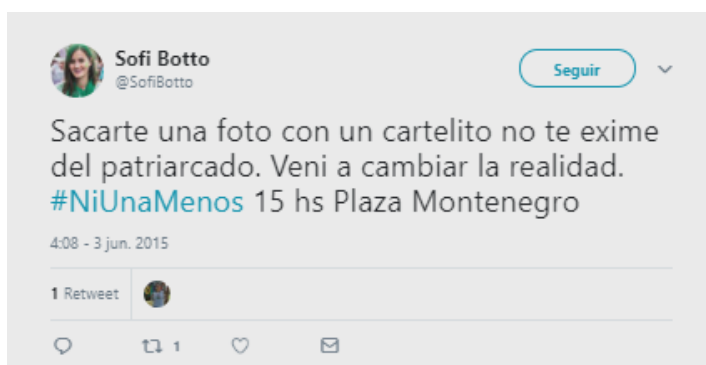 Sofi Botto
@SofiBotto
Seguir
Sacarte una foto con un cartelito no te exime
del patriarcado. Veni a cambiar la realidad.
#NiUnaMenos 15 hs Plaza Montenegro
4:08 - 3 jun. 2015
1 Retweet
1